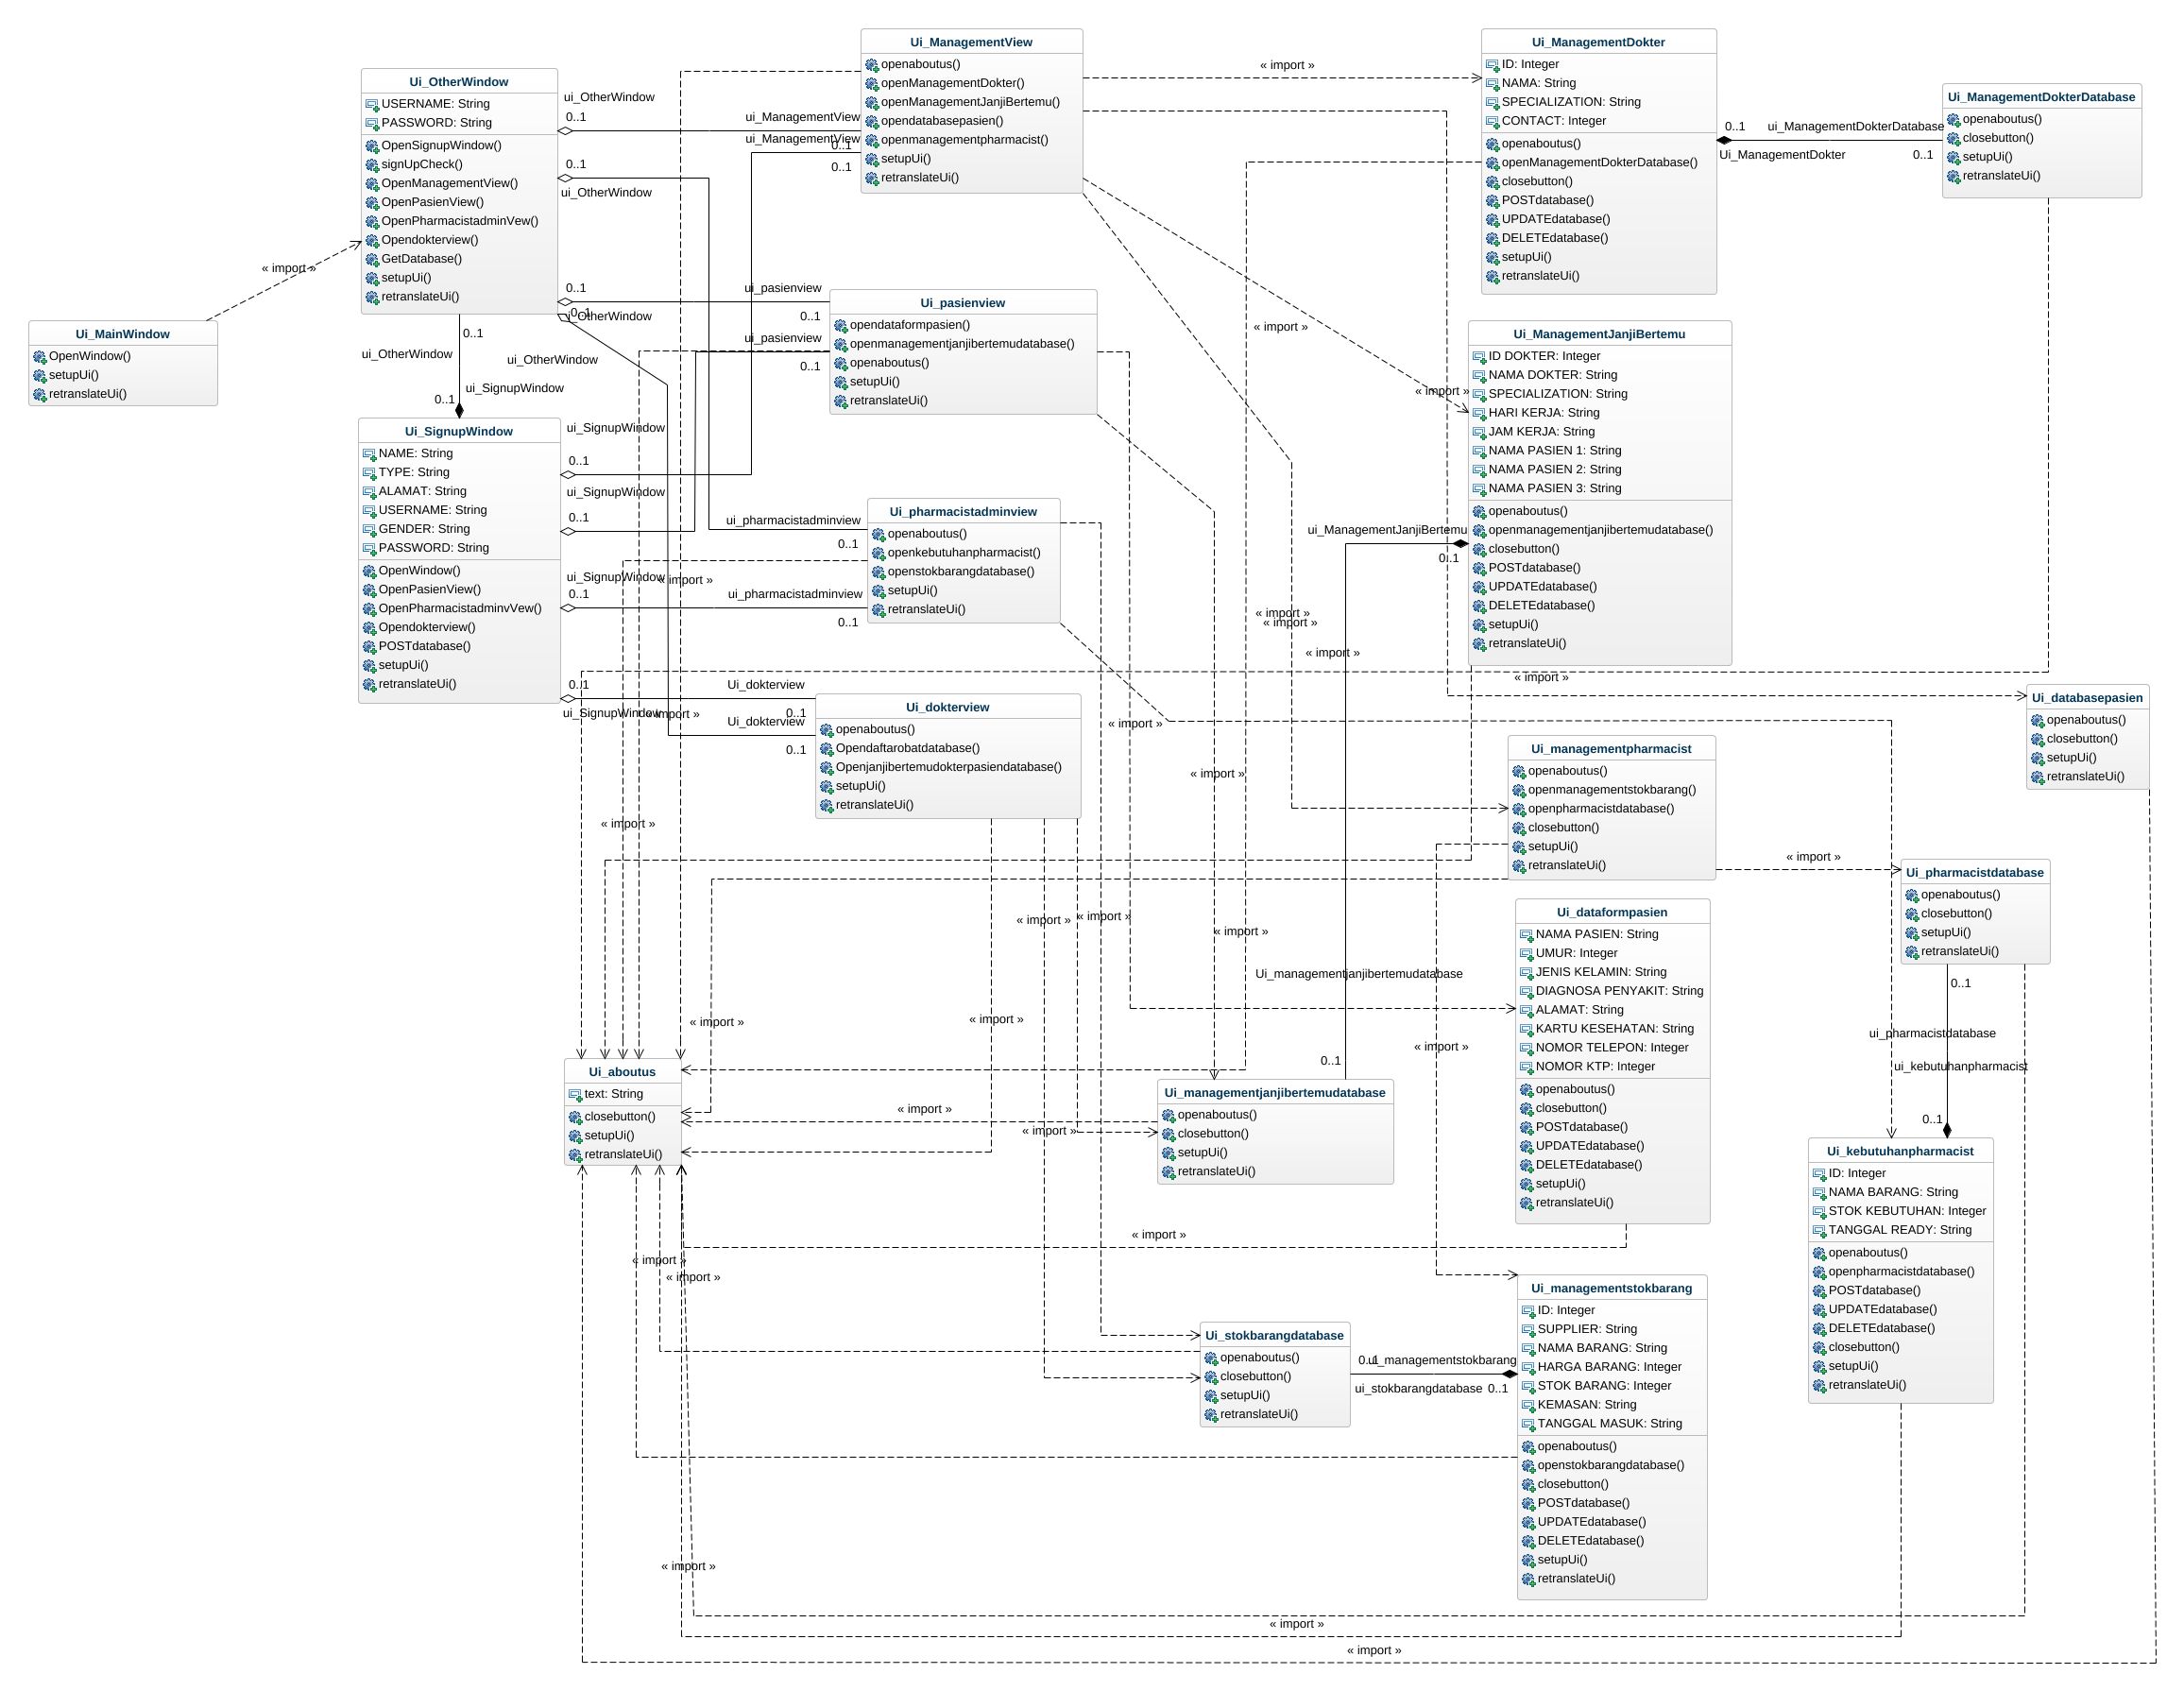 Ui_OtherWindow
USERNAME: String
PASSWORD: String
OpenSignupWindow()
signUpCheck()
OpenManagementView()
OpenPasienView()
OpenPharmacistadminVew()
Opendokterview()
GetDatabase()
setupUi()
retranslateUi()
Ui_MainWindow
OpenWindow()
setupUi()
retranslateUi()
« import »
0..1
ui_OtherWindow
ui_SignupWindow
0..1
Ui_SignupWindow
NAME: String
TYPE: String
ALAMAT: String
USERNAME: String
GENDER: String
PASSWORD: String
OpenWindow()
OpenPasienView()
OpenPharmacistadminvVew()
Opendokterview()
POSTdatabase()
setupUi()
retranslateUi()
ui_OtherWindow
0..1
ui_ManagementView
0..1
0..1
ui_OtherWindow
ui_ManagementView
0..1
0..1
ui_pasienview
0..1
ui_OtherWindow
0..1
ui_OtherWindow
ui_pasienview
0..1
ui_SignupWindow
0..1
ui_SignupWindow
0..1
ui_pharmacistadminview
0..1
ui_SignupWindow
« import »
0..1
ui_pharmacistadminview
0..1
0..1
Ui_dokterview
0..1
ui_SignupWindow
« import »
Ui_dokterview
0..1
Ui_ManagementView
openaboutus()
openManagementDokter()
openManagementJanjiBertemu()
opendatabasepasien()
openmanagementpharmacist()
setupUi()
retranslateUi()
Ui_pasienview
opendataformpasien()
openmanagementjanjibertemudatabase()
openaboutus()
setupUi()
retranslateUi()
Ui_pharmacistadminview
openaboutus()
openkebutuhanpharmacist()
openstokbarangdatabase()
setupUi()
retranslateUi()
Ui_dokterview
openaboutus()
Opendaftarobatdatabase()
Openjanjibertemudokterpasiendatabase()
setupUi()
retranslateUi()
« import »
Ui_ManagementDokter
ID: Integer
NAMA: String
SPECIALIZATION: String
CONTACT: Integer
openaboutus()
openManagementDokterDatabase()
closebutton()
POSTdatabase()
UPDATEdatabase()
DELETEdatabase()
setupUi()
retranslateUi()
0..1
ui_ManagementDokterDatabase
Ui_ManagementDokter
0..1
Ui_ManagementDokterDatabase
openaboutus()
closebutton()
setupUi()
retranslateUi()
« import »
« import »
Ui_ManagementJanjiBertemu
ID DOKTER: Integer
NAMA DOKTER: String
SPECIALIZATION: String
HARI KERJA: String
JAM KERJA: String
NAMA PASIEN 1: String
NAMA PASIEN 2: String
NAMA PASIEN 3: String
openaboutus()
openmanagementjanjibertemudatabase()
closebutton()
POSTdatabase()
UPDATEdatabase()
DELETEdatabase()
setupUi()
retranslateUi()
ui_ManagementJanjiBertemu
0..1
« import »
« import »
« import »
« import »
« import »
« import »
Ui_databasepasien
openaboutus()
closebutton()
setupUi()
retranslateUi()
Ui_managementpharmacist
openaboutus()
openmanagementstokbarang()
openpharmacistdatabase()
closebutton()
setupUi()
retranslateUi()
« import »
Ui_pharmacistdatabase
openaboutus()
closebutton()
setupUi()
retranslateUi()
0..1
ui_pharmacistdatabase
ui_kebutuhanpharmacist
0..1
« import »
« import »
« import »
« import »
Ui_managementjanjibertemudatabase
« import »
« import »
« import »
0..1
Ui_dataformpasien
NAMA PASIEN: String
UMUR: Integer
JENIS KELAMIN: String
DIAGNOSA PENYAKIT: String
ALAMAT: String
KARTU KESEHATAN: String
NOMOR TELEPON: Integer
NOMOR KTP: Integer
openaboutus()
closebutton()
POSTdatabase()
UPDATEdatabase()
DELETEdatabase()
setupUi()
retranslateUi()
Ui_aboutus
text: String
closebutton()
setupUi()
retranslateUi()
« import »
« import »
Ui_managementjanjibertemudatabase
openaboutus()
closebutton()
setupUi()
retranslateUi()
Ui_kebutuhanpharmacist
ID: Integer
NAMA BARANG: String
STOK KEBUTUHAN: Integer
TANGGAL READY: String
openaboutus()
openpharmacistdatabase()
POSTdatabase()
UPDATEdatabase()
DELETEdatabase()
closebutton()
setupUi()
retranslateUi()
« import »
« import »
« import »
Ui_stokbarangdatabase
openaboutus()
closebutton()
setupUi()
retranslateUi()
ui_managementstokbarang
ui_stokbarangdatabase
0..1
Ui_managementstokbarang
ID: Integer
SUPPLIER: String
NAMA BARANG: String
HARGA BARANG: Integer
STOK BARANG: Integer
KEMASAN: String
TANGGAL MASUK: String
openaboutus()
openstokbarangdatabase()
closebutton()
POSTdatabase()
UPDATEdatabase()
DELETEdatabase()
setupUi()
retranslateUi()
« import »
« import »
« import »